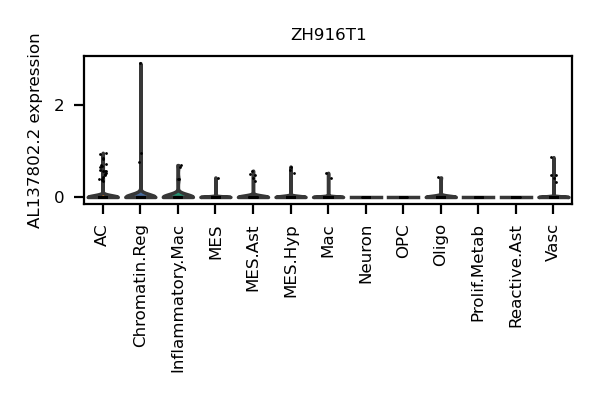 ZH916T1
AL137802.2 expression
2
0
AC
Chromatin.Reg
Inflammatory.Mac
MES
MES.Ast
MES.Hyp
Mac
Neuron
OPC
Oligo
Prolif.Metab
Reactive.Ast
Vasc